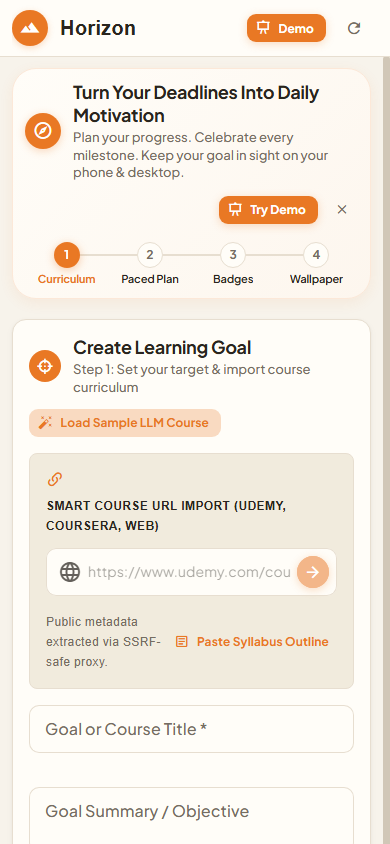 Horizon
Demo
Turn Your Deadlines Into Daily
Motivation
Plan your progress. Celebrate every
milestone. Keep your goal in sight on your
phone & desktop.
Try Demo
1
2
3
4
Curriculum
Paced Plan
Badges
Wallpaper
Create Learning Goal
Step 1: Set your target & import course
curriculum
Load Sample LLM Course
SMART COURSE URL IMPORT (UDEMY,
COURSERA, WEB)
https://www.udemy.com/cou
Public metadata
extracted via SSRF-
safe proxy.
Paste Syllabus Outline
Goal or Course Title *
Goal Summary / Objective